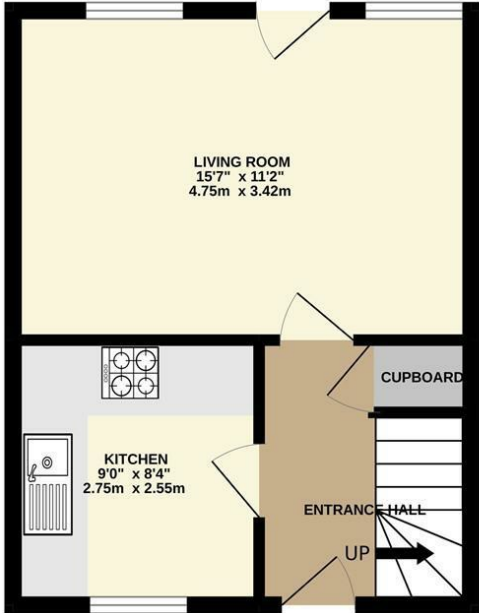 LIVING ROOM
15'7" x 11'2"
4.75m x 3.42m
CUPBOARD
KITCHEN
9'0" x 8'4"
2.75m x 2.55m
ENTRANCE HALL
UP